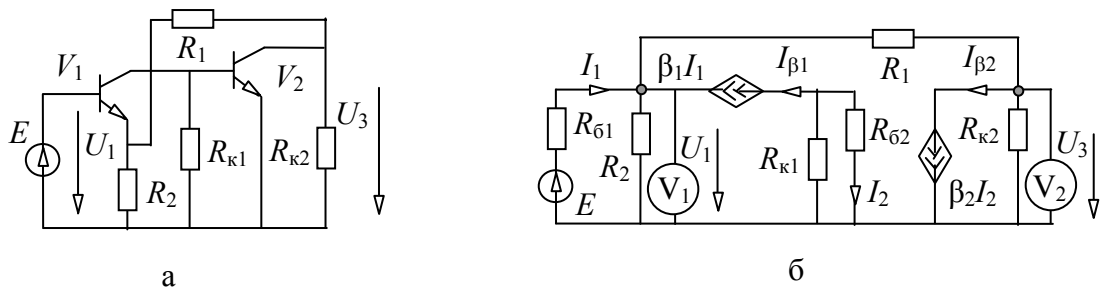 R₁
V₁
V₂
E
U₁
R₂
Rк1
Rк2
U₃
а
R₁
I₁
β₁I₁
Iβ1
Iβ2
Rб1
R₂
U₁
Rк1
Rб2
Rк2
U₃
E
V₁
I₂
β₂I₂
V₂
б